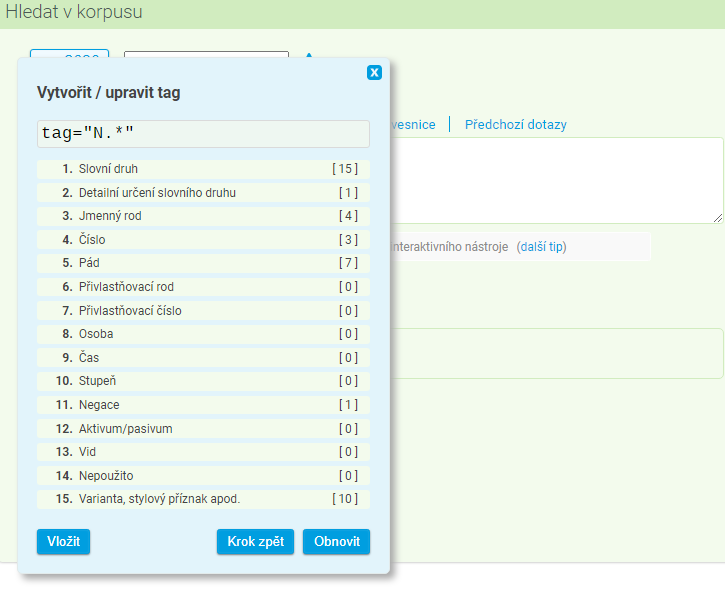 Hledat v korpusu
X
Vytvořit / upravit tag
tag="N.*"
vesnice | Předchozí dotazy
1. Slovní druh [ 15 ]
2. Detailní určení slovního druhu [ 1 ]
3. Jmenný rod [ 4 ]
4. Číslo [ 3 ]
5. Pád [ 7 ]
interaktivního nástroje (další tip)
6. Přivlastňovací rod [ 0 ]
7. Přivlastňovací číslo [ 0 ]
8. Osoba [ 0 ]
9. Čas [ 0 ]
10. Stupeň [ 0 ]
11. Negace [ 1 ]
12. Aktivum/pasivum [ 0 ]
13. Vid [ 0 ]
14. Nepoužito [ 0 ]
15. Varianta, stylový příznak apod. [ 10 ]
Vložit Krok zpět Obnovit